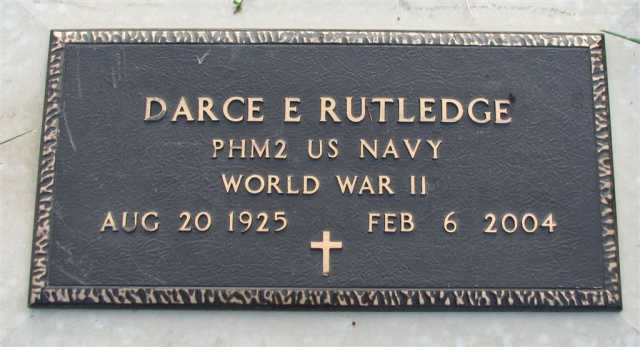 DARCE E RUTLEDGE
PHM2 US NAVY
WORLD WAR II
AUG 20 1925 FEB 6 2004